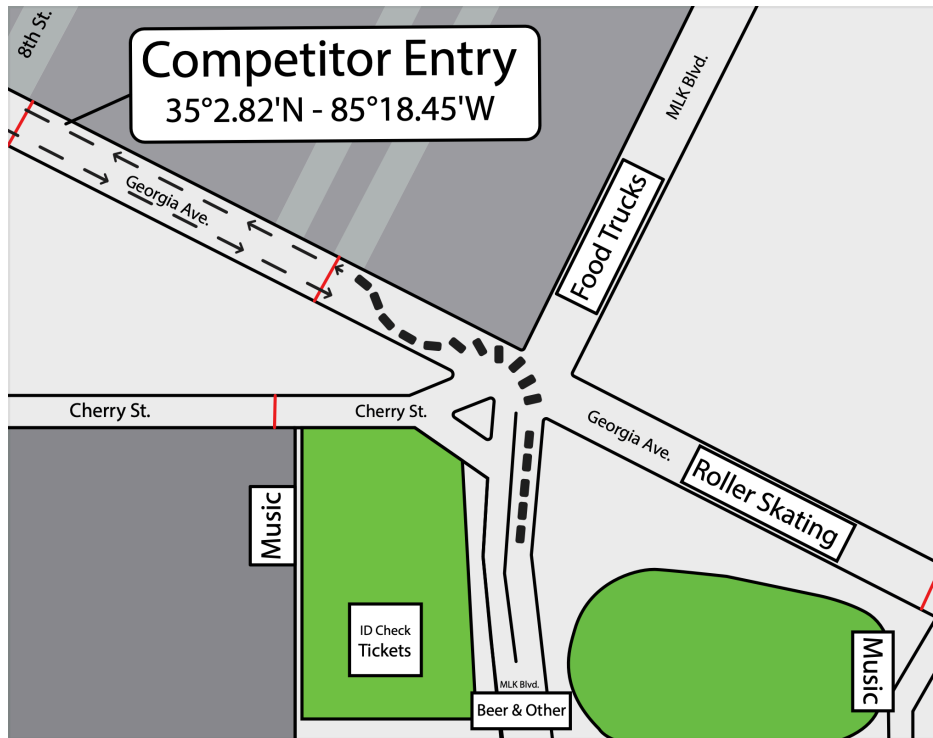 8th St.
Competitor Entry
35°2.82'N - 85°18.45'W
MLK Blvd.
Georgia Ave.
Food Trucks
Cherry St.
Cherry St.
Georgia Ave.
Roller Skating
Music
ID Check
Tickets
Music
MLK Blvd.
Beer & Other